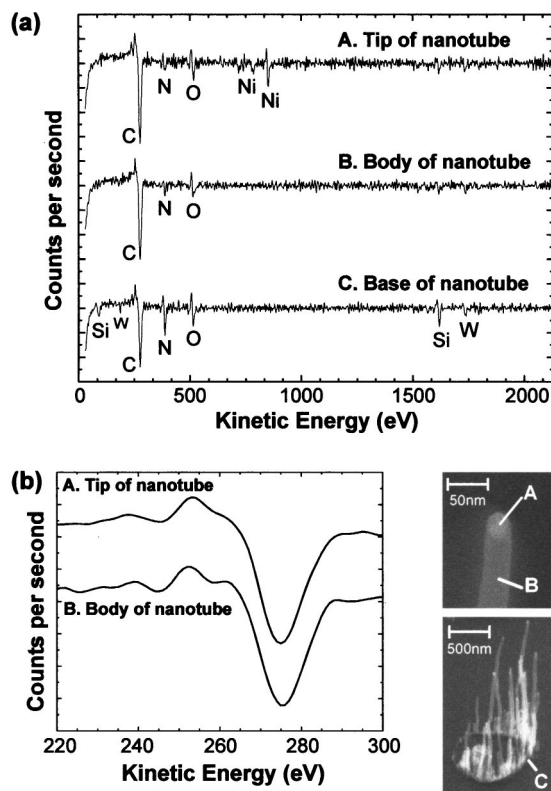 (a)
A. Tip of nanotube
N
O
Ni
Ni
C
B. Body of nanotube
N
O
C
C. Base of nanotube
Si
W
C
N
O
Si
W
Counts per second
0
500
1000
1500
2000
Kinetic Energy (eV)
(b)
A. Tip of nanotube
B. Body of nanotube
Counts per second
220
240
260
280
300
Kinetic Energy (eV)
50nm
A
B
500nm
C